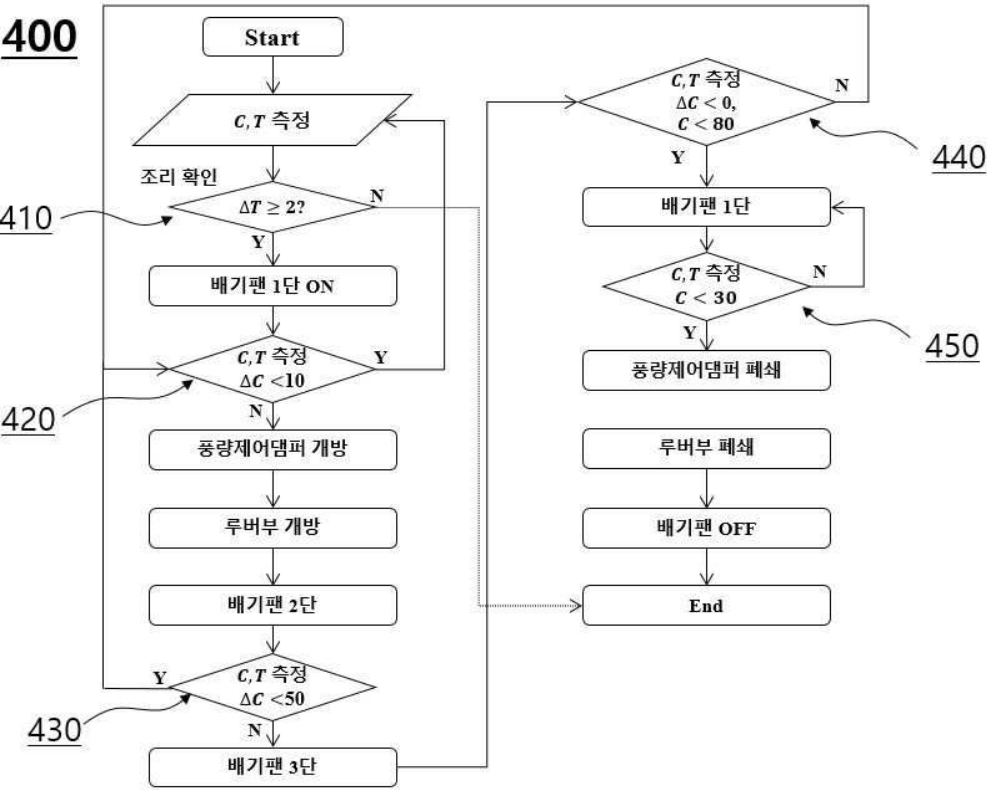 400
Start
C,T 측정
조리 확인
410
ΔT ≥ 2?
N
Y
배기팬 1단 ON
C,T 측정
ΔC <10
Y
420
N
풍량제어댐퍼 개방
루버부 개방
배기팬 2단
C,T 측정
ΔC <50
Y
430
N
배기팬 3단
C,T 측정
ΔC < 0,
C < 80
N
Y
440
배기팬 1단
C,T 측정
C < 30
N
Y
450
풍량제어댐퍼 폐쇄
루버부 폐쇄
배기팬 OFF
End